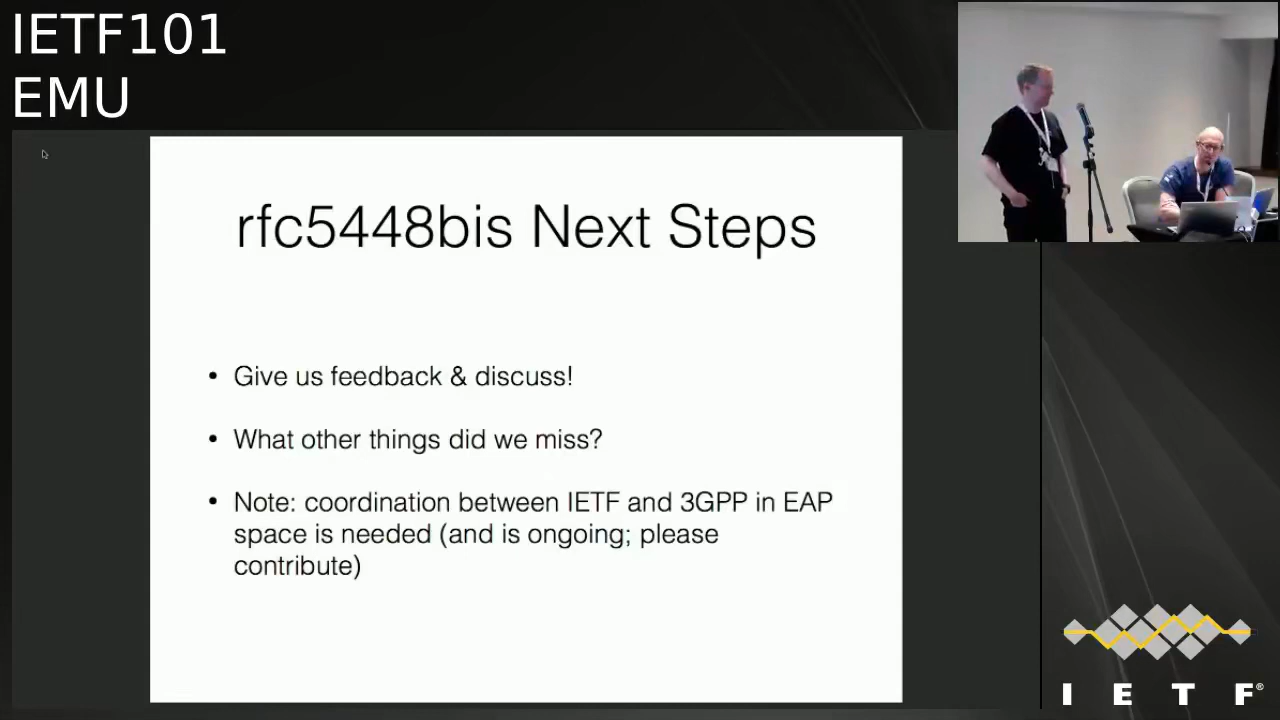 IETF101
EMU
rfc5448bis Next Steps
• Give us feedback & discuss!
• What other things did we miss?
• Note: coordination between IETF and 3GPP in EAP
space is needed (and is ongoing; please
contribute)
I E T F®